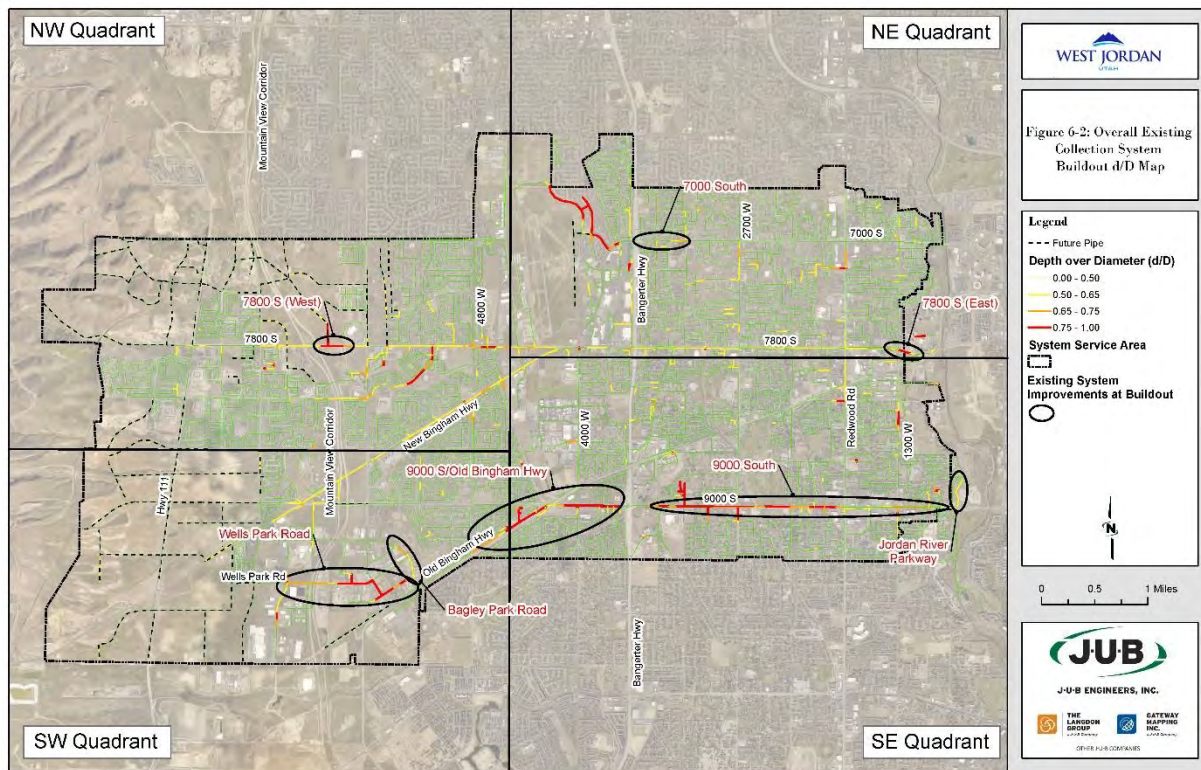 NW Quadrant
NE Quadrant
Mountain View Corridor
7000 South
2700 W
7000 S
Bangerter Hwy
7800 S (West)
7800 S
4800 W
7800 S (East)
7800 S
New Bingham Hwy
4000 W
Redwood Rd
1300 W
Hwy 111
Mountain View Corridor
9000 S/Old Bingham Hwy
9000 South
9000 S
Wells Park Road
Wells Park Rd
Old Bingham Hwy
Jordan River
Parkway
Bagley Park Road
Bangerter Hwy
SW Quadrant
SE Quadrant
WEST JORDAN
UTAH
Figure 6-2: Overall Existing
Collection System
Buildout d/D Map
Legend
Future Pipe
Depth over Diameter (d/D)
0.00 - 0.50
0.50 - 0.65
0.65 - 0.75
0.75 - 1.00
System Service Area
Existing System
Improvements at Buildout
N
0 0.5 1 Miles
J·U·B
J·U·B ENGINEERS, INC.
THE
LANGDON
GROUP
GATEWAY
MAPPING
INC.
OTHER J·U·B COMPANIES